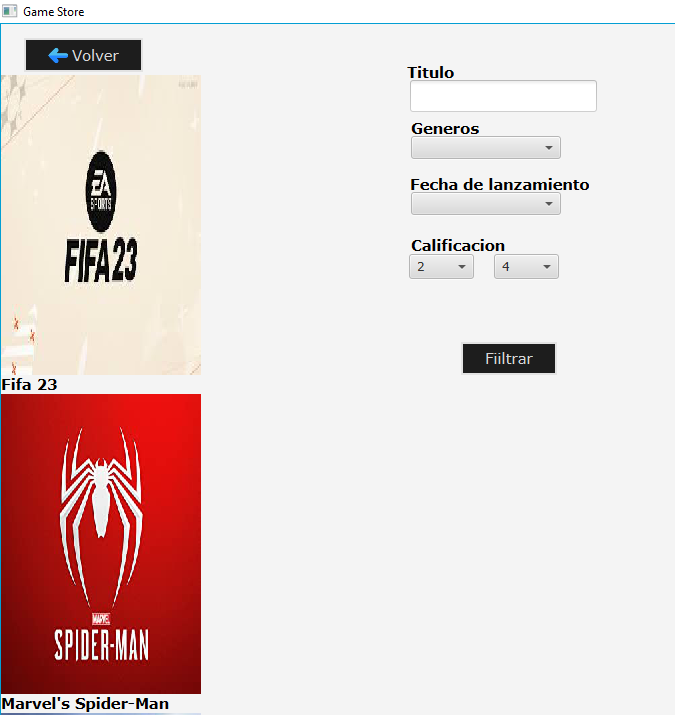 Game Store
Volver
EA
SPORTS
FIFA 23
Fifa 23
MARVEL
SPIDER-MAN
Marvel's Spider-Man
Titulo
Generos
Fecha de lanzamiento
Calificacion
2 4
Fiiltrar